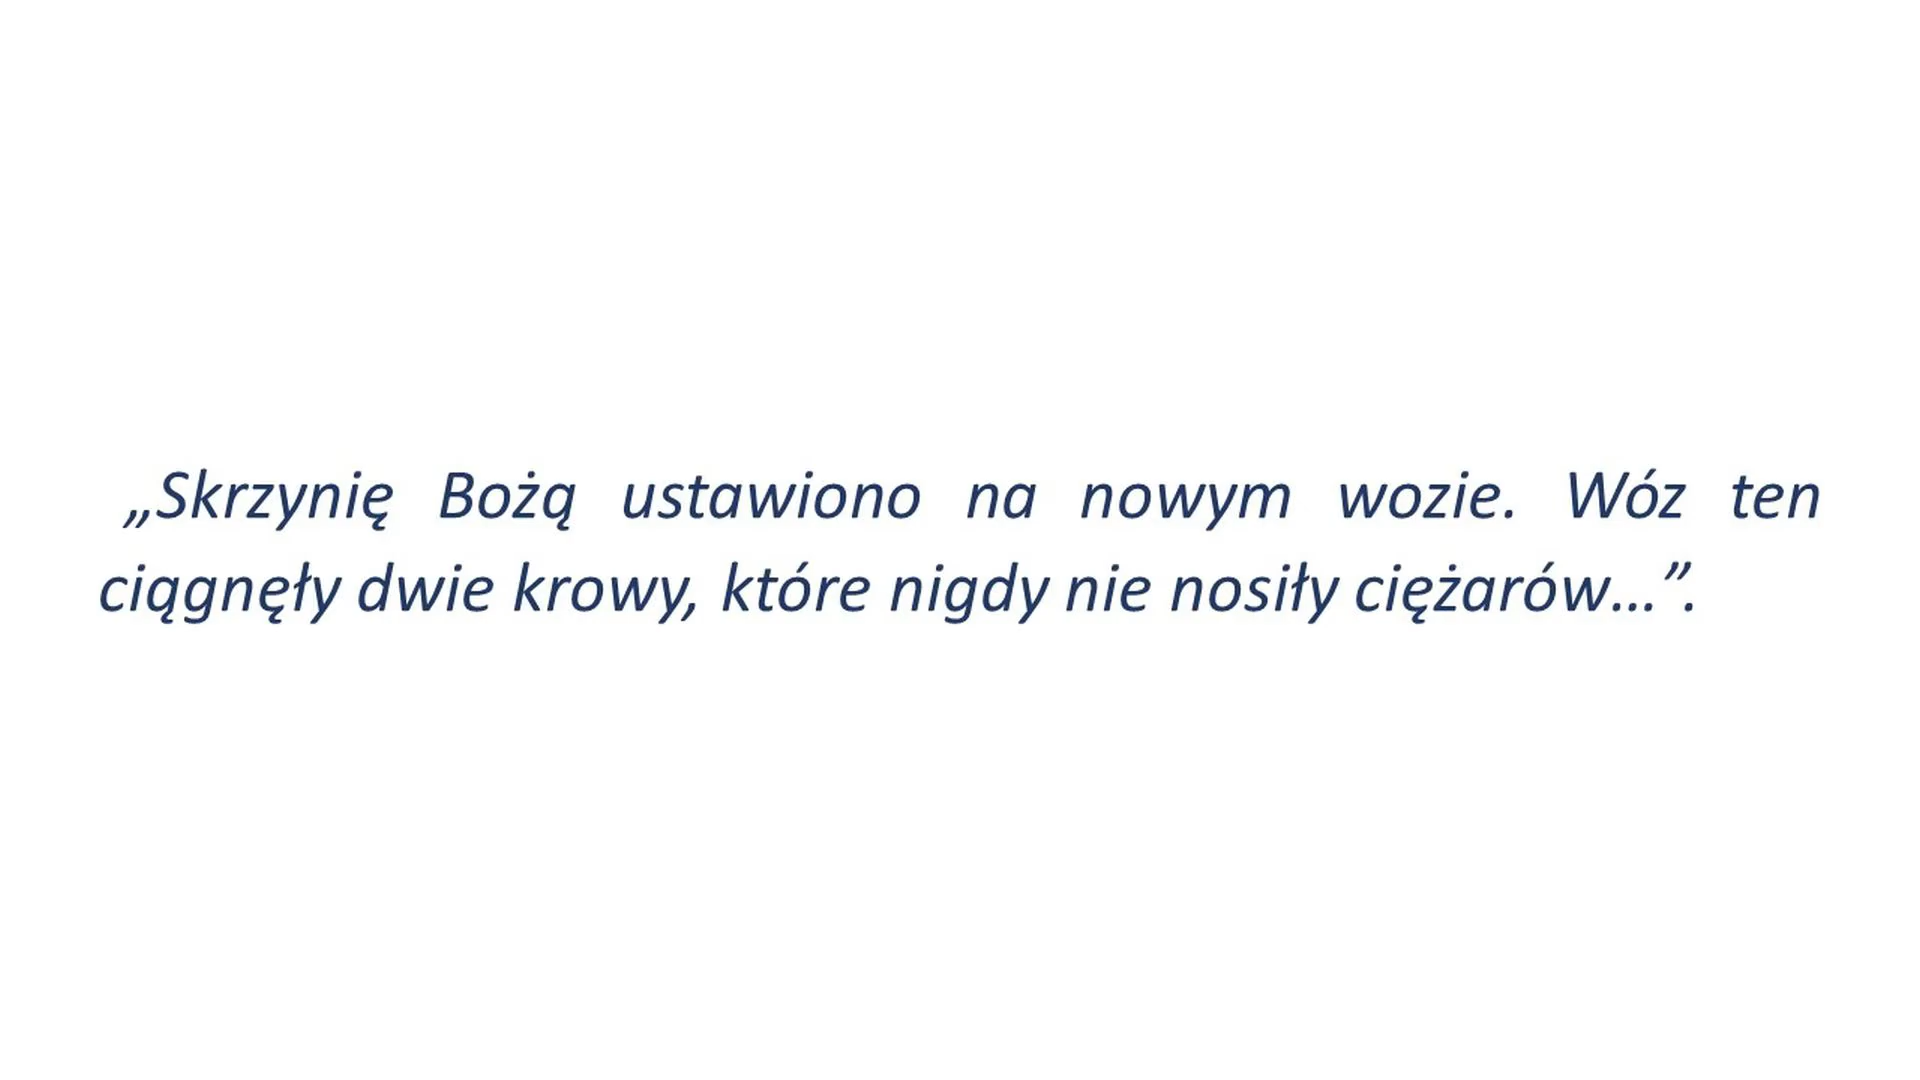 „Skrzynię Bożą ustawiono na nowym wozie. Wóz ten
ciągnęły dwie krowy, które nigdy nie nosiły ciężarów…”.